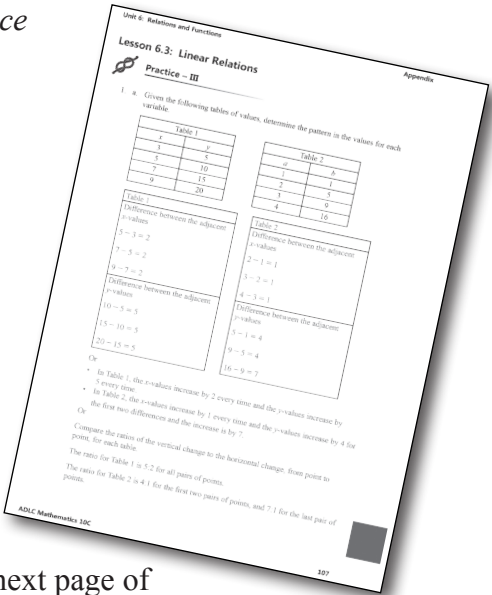 ce
Unit 6: Relations and Functions
Appendix
Lesson 6.3: Linear Relations
Practice – III
1. a. Given the following tables of values, determine the pattern in the values for each
variable.
Table 1
x y
3 5
5 10
7 15
9 20
Table 2
a b
1 1
2 5
3 9
4 16
Table 1
Difference between the adjacent
x-values
5 − 3 = 2
7 − 5 = 2
9 − 7 = 2
Difference between the adjacent
y-values
10 − 5 = 5
15 − 10 = 5
20 − 15 = 5
Table 2
Difference between the adjacent
x-values
2 − 1 = 1
3 − 2 = 1
4 − 3 = 1
Difference between the adjacent
y-values
5 − 1 = 4
9 − 5 = 4
16 − 9 = 7
Or
• In Table 1, the x-values increase by 2 every time and the y-values increase by
5 every time.
• In Table 2, the x-values increase by 1 every time and the y-values increase by 4 for
the first two differences and the increase is by 7.
Or
Compare the ratios of the vertical change to the horizontal change, from point to
point, for each table.
The ratio for Table 1 is 5:2 for all pairs of points.
The ratio for Table 2 is 4:1 for the first two pairs of points, and 7:1 for the last pair of
points.
ADLC Mathematics 10C
107
next page of